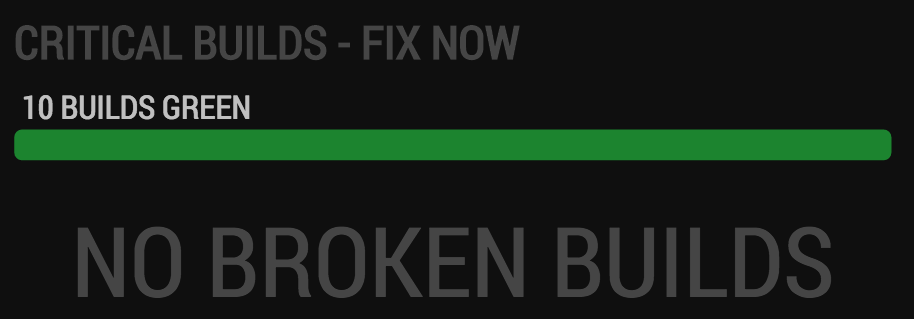 CRITICAL BUILDS - FIX NOW
10 BUILDS GREEN
NO BROKEN BUILDS